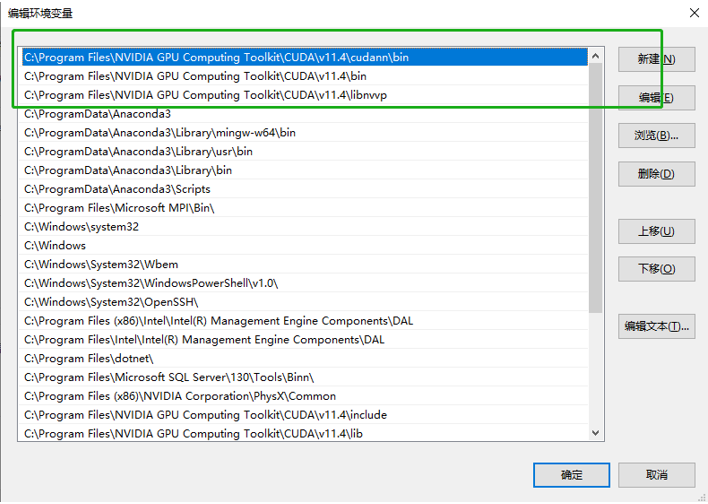 编辑环境变量
C:\Program Files\NVIDIA GPU Computing Toolkit\CUDA\v11.4\cudann\bin
C:\Program Files\NVIDIA GPU Computing Toolkit\CUDA\v11.4\bin
C:\Program Files\NVIDIA GPU Computing Toolkit\CUDA\v11.4\libnvvp
C:\ProgramData\Anaconda3
C:\ProgramData\Anaconda3\Library\mingw-w64\bin
C:\ProgramData\Anaconda3\Library\usr\bin
C:\ProgramData\Anaconda3\Library\bin
C:\ProgramData\Anaconda3\Scripts
C:\Program Files\Microsoft MPI\Bin\
C:\Windows\system32
C:\Windows
C:\Windows\System32\Wbem
C:\Windows\System32\WindowsPowerShell\v1.0\
C:\Windows\System32\OpenSSH\
C:\Program Files (x86)\Intel\Intel(R) Management Engine Components\DAL
C:\Program Files\Intel\Intel(R) Management Engine Components\DAL
C:\Program Files\dotnet\
C:\Program Files\Microsoft SQL Server\130\Tools\Binn\
C:\Program Files (x86)\NVIDIA Corporation\PhysX\Common
C:\Program Files\NVIDIA GPU Computing Toolkit\CUDA\v11.4\include
C:\Program Files\NVIDIA GPU Computing Toolkit\CUDA\v11.4\lib
新建(N)
编辑(E)
浏览(B)...
删除(D)
上移(U)
下移(O)
编辑文本(T)...
确定
取消